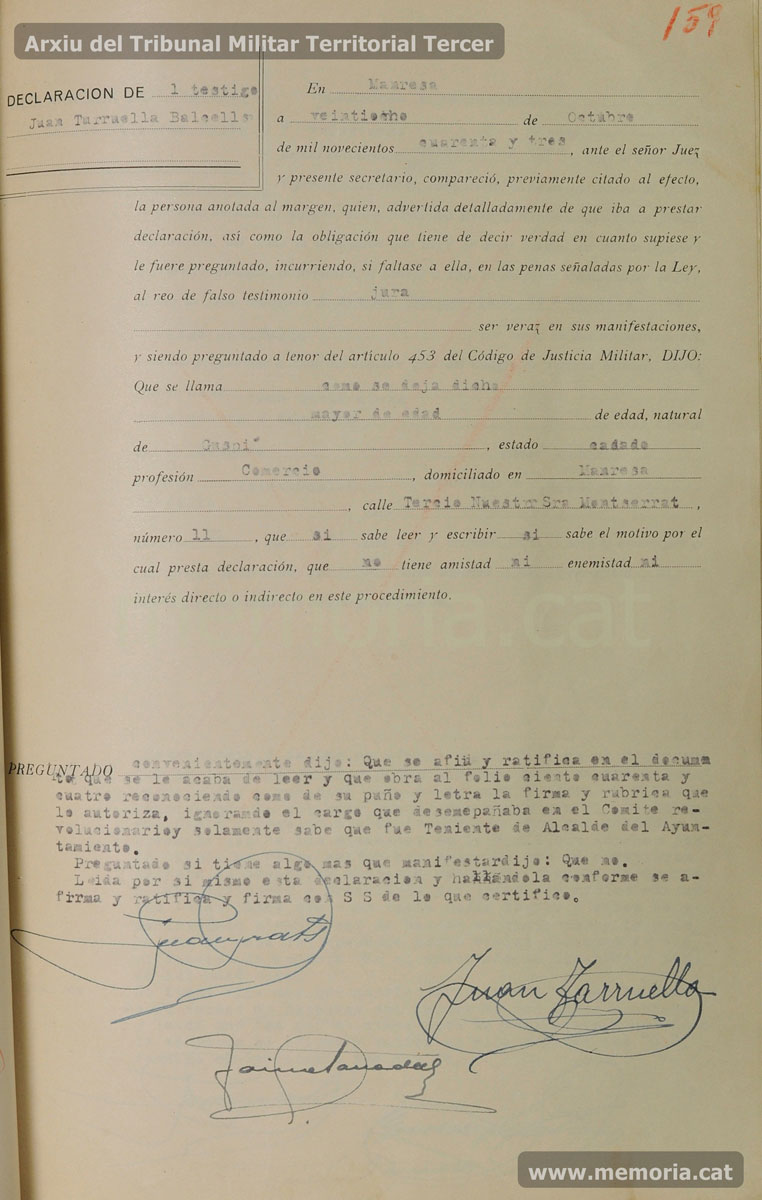 Arxiu del Tribunal Militar Territorial Tercer
159
DECLARACION DE l testigo
Juan Turruella Balcells
En Manresa
a veintiocho de Octubre
de mil novecientos cuarenta y tres, ante el señor Juez
y presente secretario, compareció, previamente citado al efecto,
la persona anotada al margen, quien, advertida detalladamente de que iba a prestar
declaración, así como la obligación que tiene de decir verdad en cuanto supiese y
le fuere preguntado, incurriendo, si faltase a ella, en las penas señaladas por la Ley,
al reo de falso testimonio jura
ser veraz en sus manifestaciones,
y siendo preguntado a tenor del artículo 453 del Código de Justicia Militar, DIJO:
Que se llama como se deja dicho
mayor de edad de edad, natural
de Guspí, estado cadado
profesión Comercio, domiciliado en Manresa
, calle Tercio Nuestr Sra Montserrat,
número 11, que si sabe leer y escribir si sabe el motivo por el
cual presta declaración, que no tiene amistad ni enemistad ni
interés directo o indirecto en este procedimiento.
PREGUNTADO convenientemente dijo: Que se afiu y ratifica en el documa
to que se le acaba de leer y que obra al folio ciento cuarenta y
cuatro reconociendo como de su puño y letra la firma y rubrica que
lo autoriza, ignorando el cargo que desemepañaba en el Comite re-
volucionarioy solamente sabe que fue Teniente de Alcalde del Ayun-
tamiento.
Preguntado si tiene algo mas que manifestardijo: Que no.
Leida por si mismo esta declaracion y hallándola conforme se a-
firma y ratifica y firma con S S de lo que certifico.
Juan Tarruella
www.memoria.cat